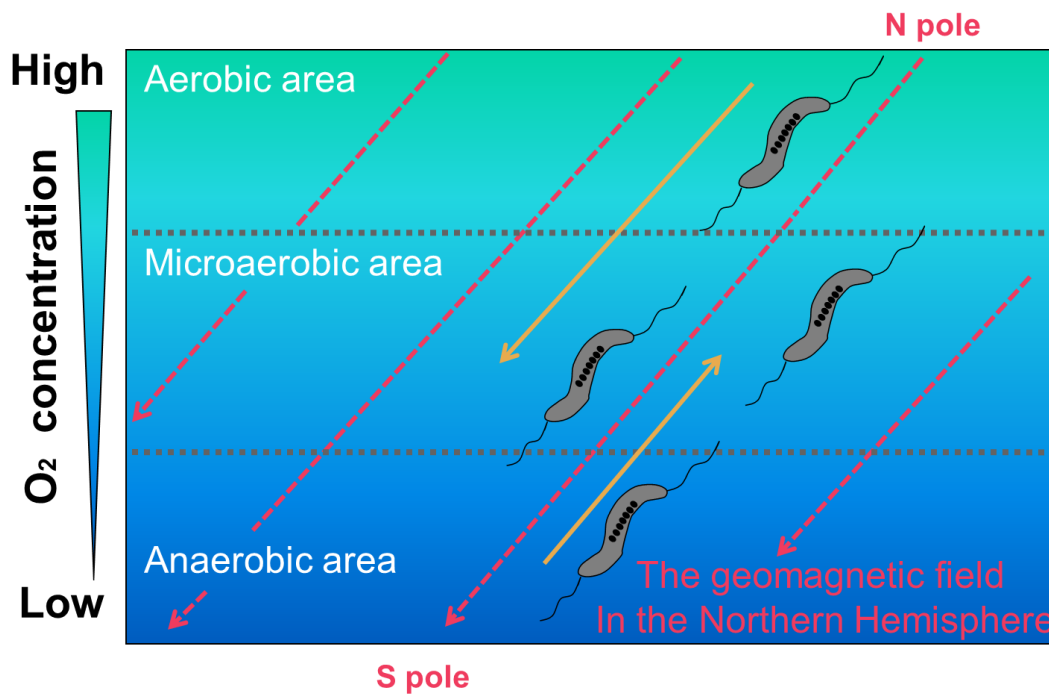 N pole
High
Aerobic area
O₂ concentration
Microaerobic area
Anaerobic area
Low
The geomagnetic field
In the Northern Hemisphere
S pole